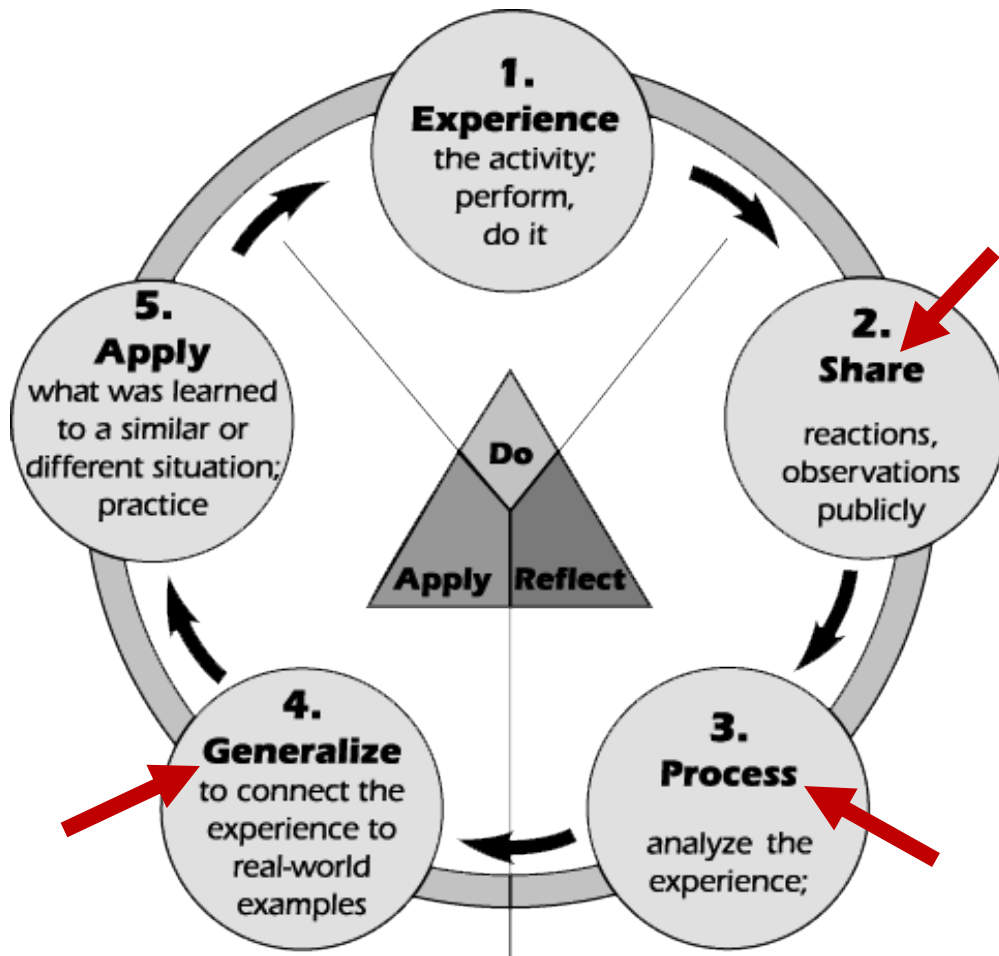 1.
Experience
the activity;
perform,
do it
2.
Share
reactions,
observations
publicly
3.
Process
analyze the
experience;
4.
Generalize
to connect the
experience to
real-world
examples
5.
Apply
what was learned
to a similar or
different situation;
practice
Do
Apply
Reflect